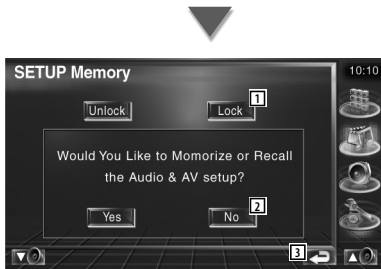 SETUP Memory
10:10
Unlock
Lock
1
Would You Like to Momorize or Recall
the Audio & AV setup?
Yes
No
2
3